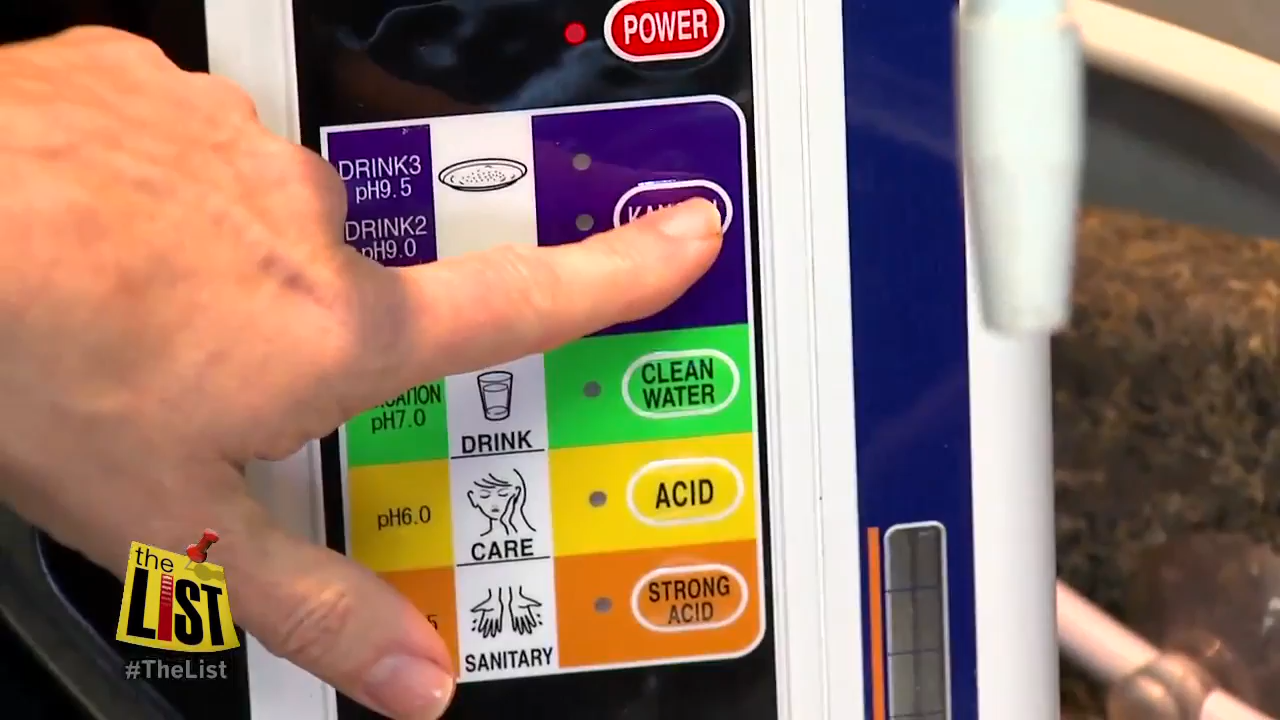 POWER
DRINK3
pH9.5
DRINK2
pH9.0
CLEAN
WATER
pH7.0
DRINK
pH6.0
ACID
CARE
STRONG
ACID
SANITARY
the
LIST
#TheList